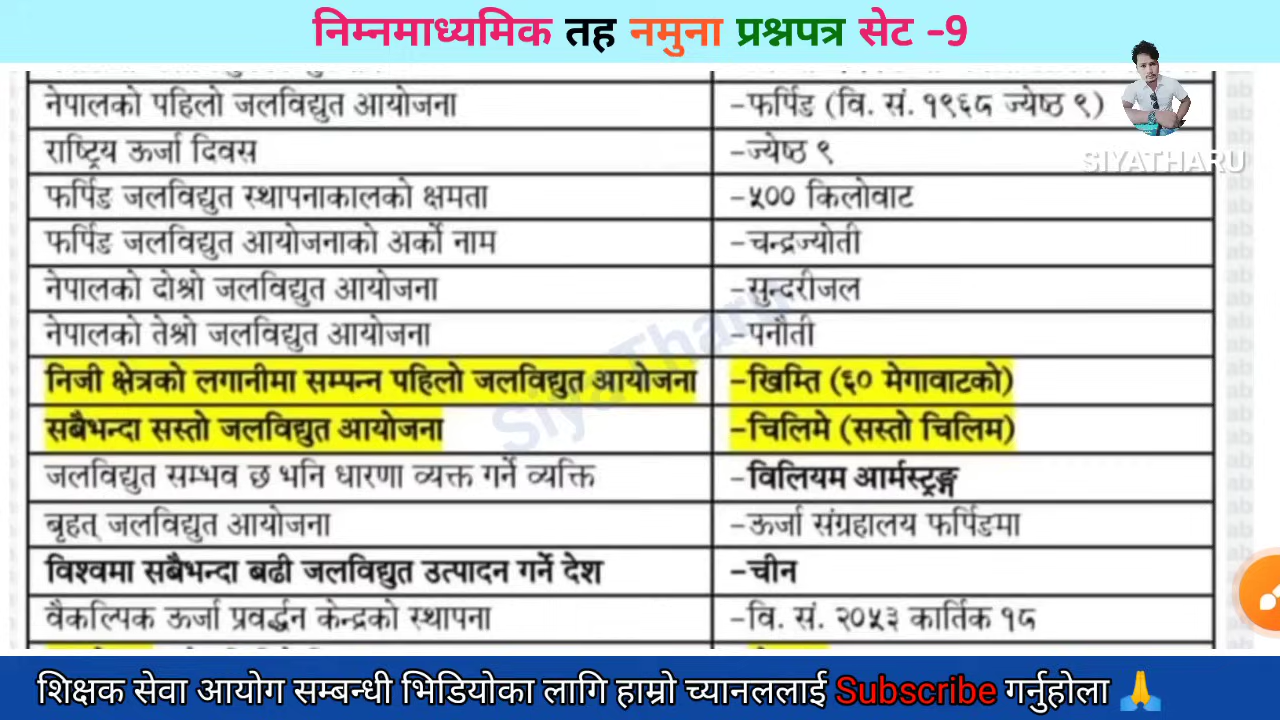 निम्नमाध्यमिक तह नमुना प्रश्नपत्र सेट -9
नेपालको पहिलो जलविद्युत आयोजना -फर्पिङ (वि. सं. १९६८ ज्येष्ठ ९)
SIYATHARU
राष्ट्रिय ऊर्जा दिवस -ज्येष्ठ ९
फर्पिङ जलविद्युत स्थापनाकालको क्षमता -५०० किलोवाट
फर्पिङ जलविद्युत आयोजनाको अर्को नाम -चन्द्रज्योती
नेपालको दोश्रो जलविद्युत आयोजना -सुन्दरीजल
नेपालको तेश्रो जलविद्युत आयोजना -पनौती
निजी क्षेत्रको लगानीमा सम्पन्न पहिलो जलविद्युत आयोजना -खिम्ति (६० मेगावाटको)
सबैभन्दा सस्तो जलविद्युत आयोजना -चिलिमे (सस्तो चिलिम)
जलविद्युत सम्भव छ भनि धारणा व्यक्त गर्ने व्यक्ति -विलियम आर्मस्ट्रङ्ग
बृहत् जलविद्युत आयोजना -ऊर्जा संग्रहालय फर्पिङमा
विश्वमा सबैभन्दा बढी जलविद्युत उत्पादन गर्ने देश -चीन
वैकल्पिक ऊर्जा प्रवर्द्धन केन्द्रको स्थापना -वि. सं. २०५३ कार्तिक १८
Siya Tharu
शिक्षक सेवा आयोग सम्बन्धी भिडियोका लागि हाम्रो च्यानललाई Subscribe गर्नुहोला 🙏